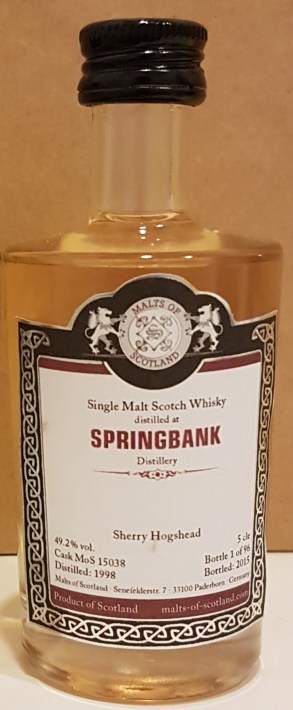 MALTS OF
S
SCOTLAND
Single Malt Scotch Whisky
distilled at
SPRINGBANK
Distillery
Sherry Hogshead
49.2% vol. 5 cle
Cask MoS 15038 Bottle 1 of 96
Distilled: 1998 Bottled: 2015
Malts of Scotland · Senefelderstr. 7 · 33100 Paderborn · Germany
Product of Scotland malts-of-scotland.com